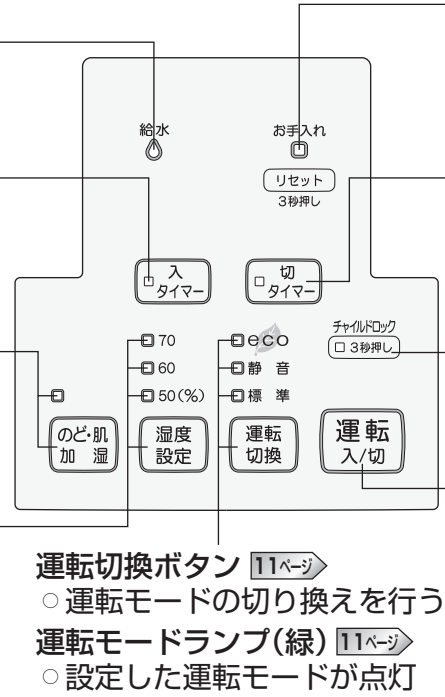 給水
お手入れ
リセット
3秒押し
入
タイマー
切
タイマー
チャイルドロック
3秒押し
70
60
50(%)
eco
静 音
標 準
のど・肌
加 湿
湿度
設定
運転
切換
運転
入/切
運転切換ボタン 11ページ
○運転モードの切り換えを行う
運転モードランプ(緑) 11ページ
○設定した運転モードが点灯